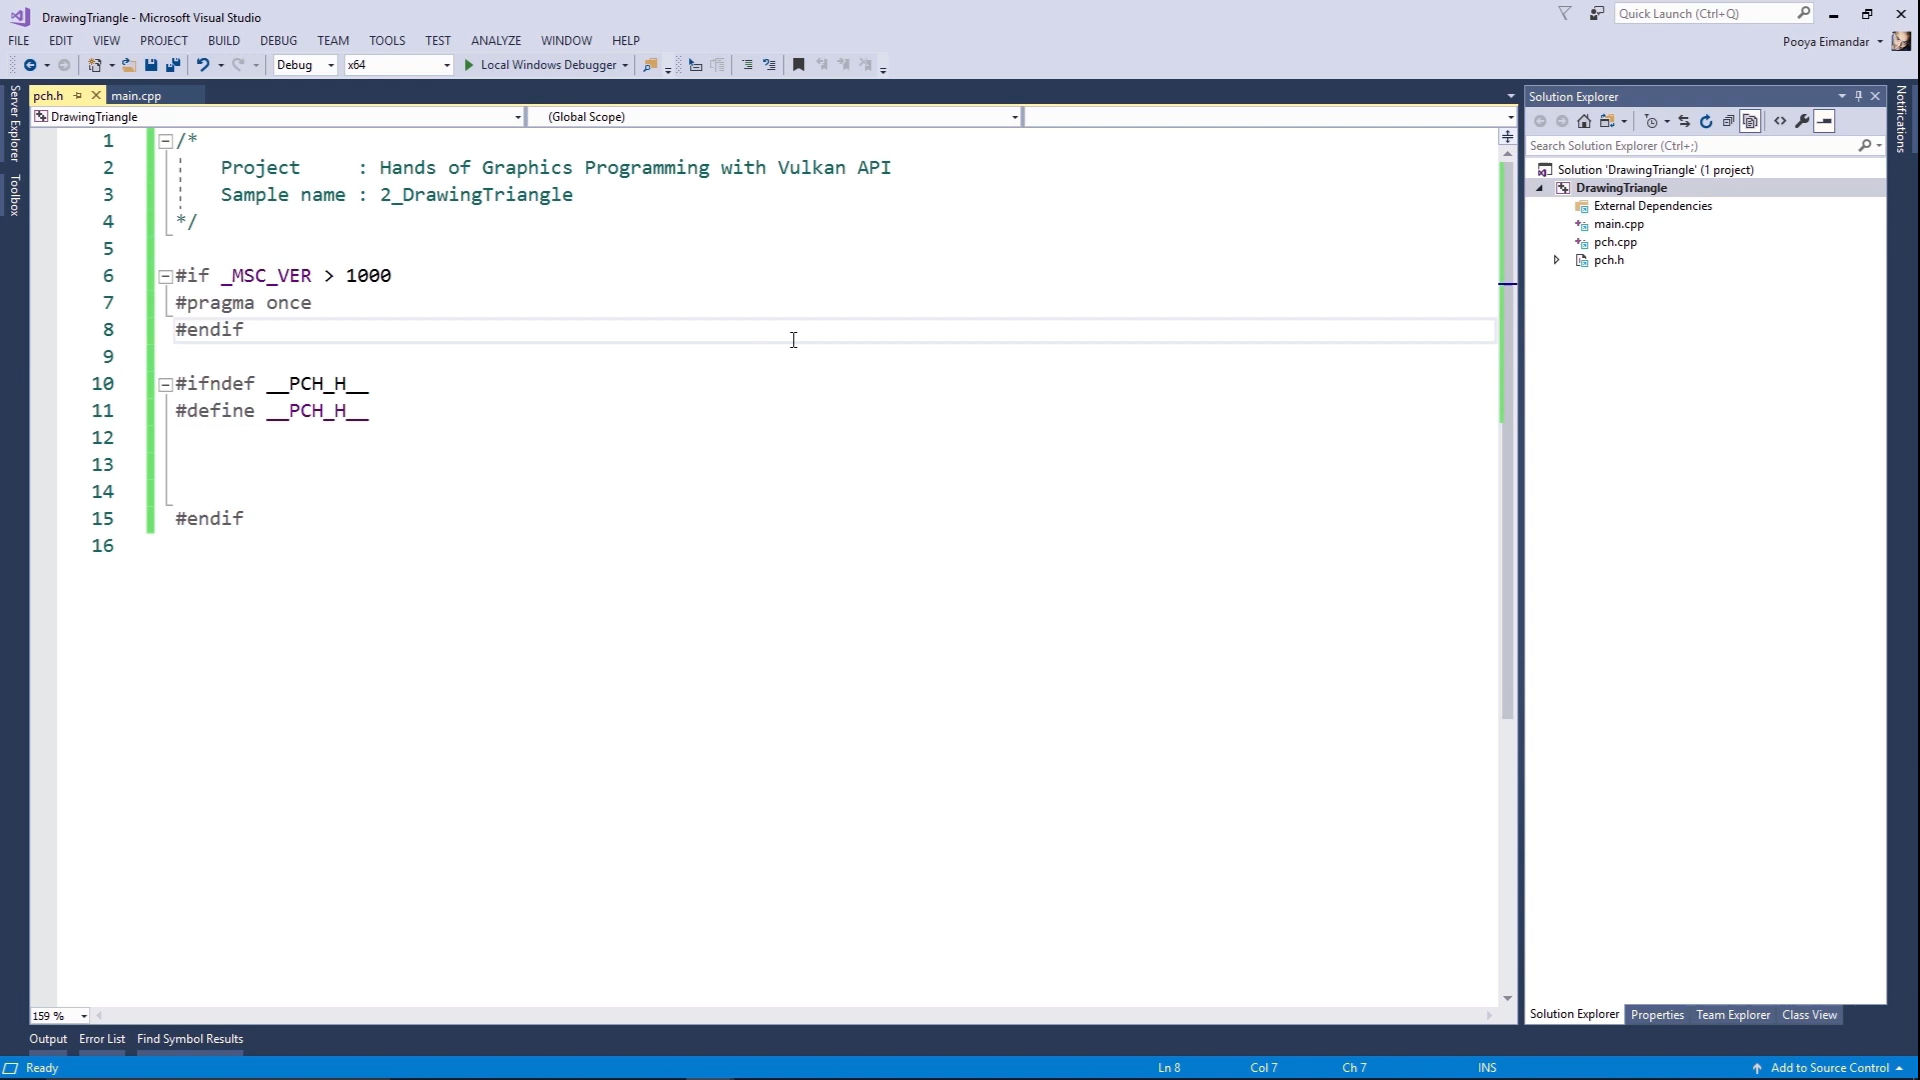 DrawingTriangle - Microsoft Visual Studio
Quick Launch (Ctrl+Q)
FILE EDIT VIEW PROJECT BUILD DEBUG TEAM TOOLS TEST ANALYZE WINDOW HELP
Pooya Eimandar
Debug x64 Local Windows Debugger
Server Explorer
Toolbox
pch.h main.cpp
DrawingTriangle (Global Scope)
1 /*
2 Project : Hands of Graphics Programming with Vulkan API
3 Sample name : 2_DrawingTriangle
4 */
5
6 #if _MSC_VER > 1000
7 #pragma once
8 #endif
9
10 #ifndef __PCH_H__
11 #define __PCH_H__
12
13
14
15 #endif
16
159 %
Solution Explorer
Search Solution Explorer (Ctrl+;)
Solution 'DrawingTriangle' (1 project)
DrawingTriangle
External Dependencies
main.cpp
pch.cpp
pch.h
Solution Explorer Properties Team Explorer Class View
Notifications
Output Error List Find Symbol Results
Ready Ln 8 Col 7 Ch 7 INS Add to Source Control